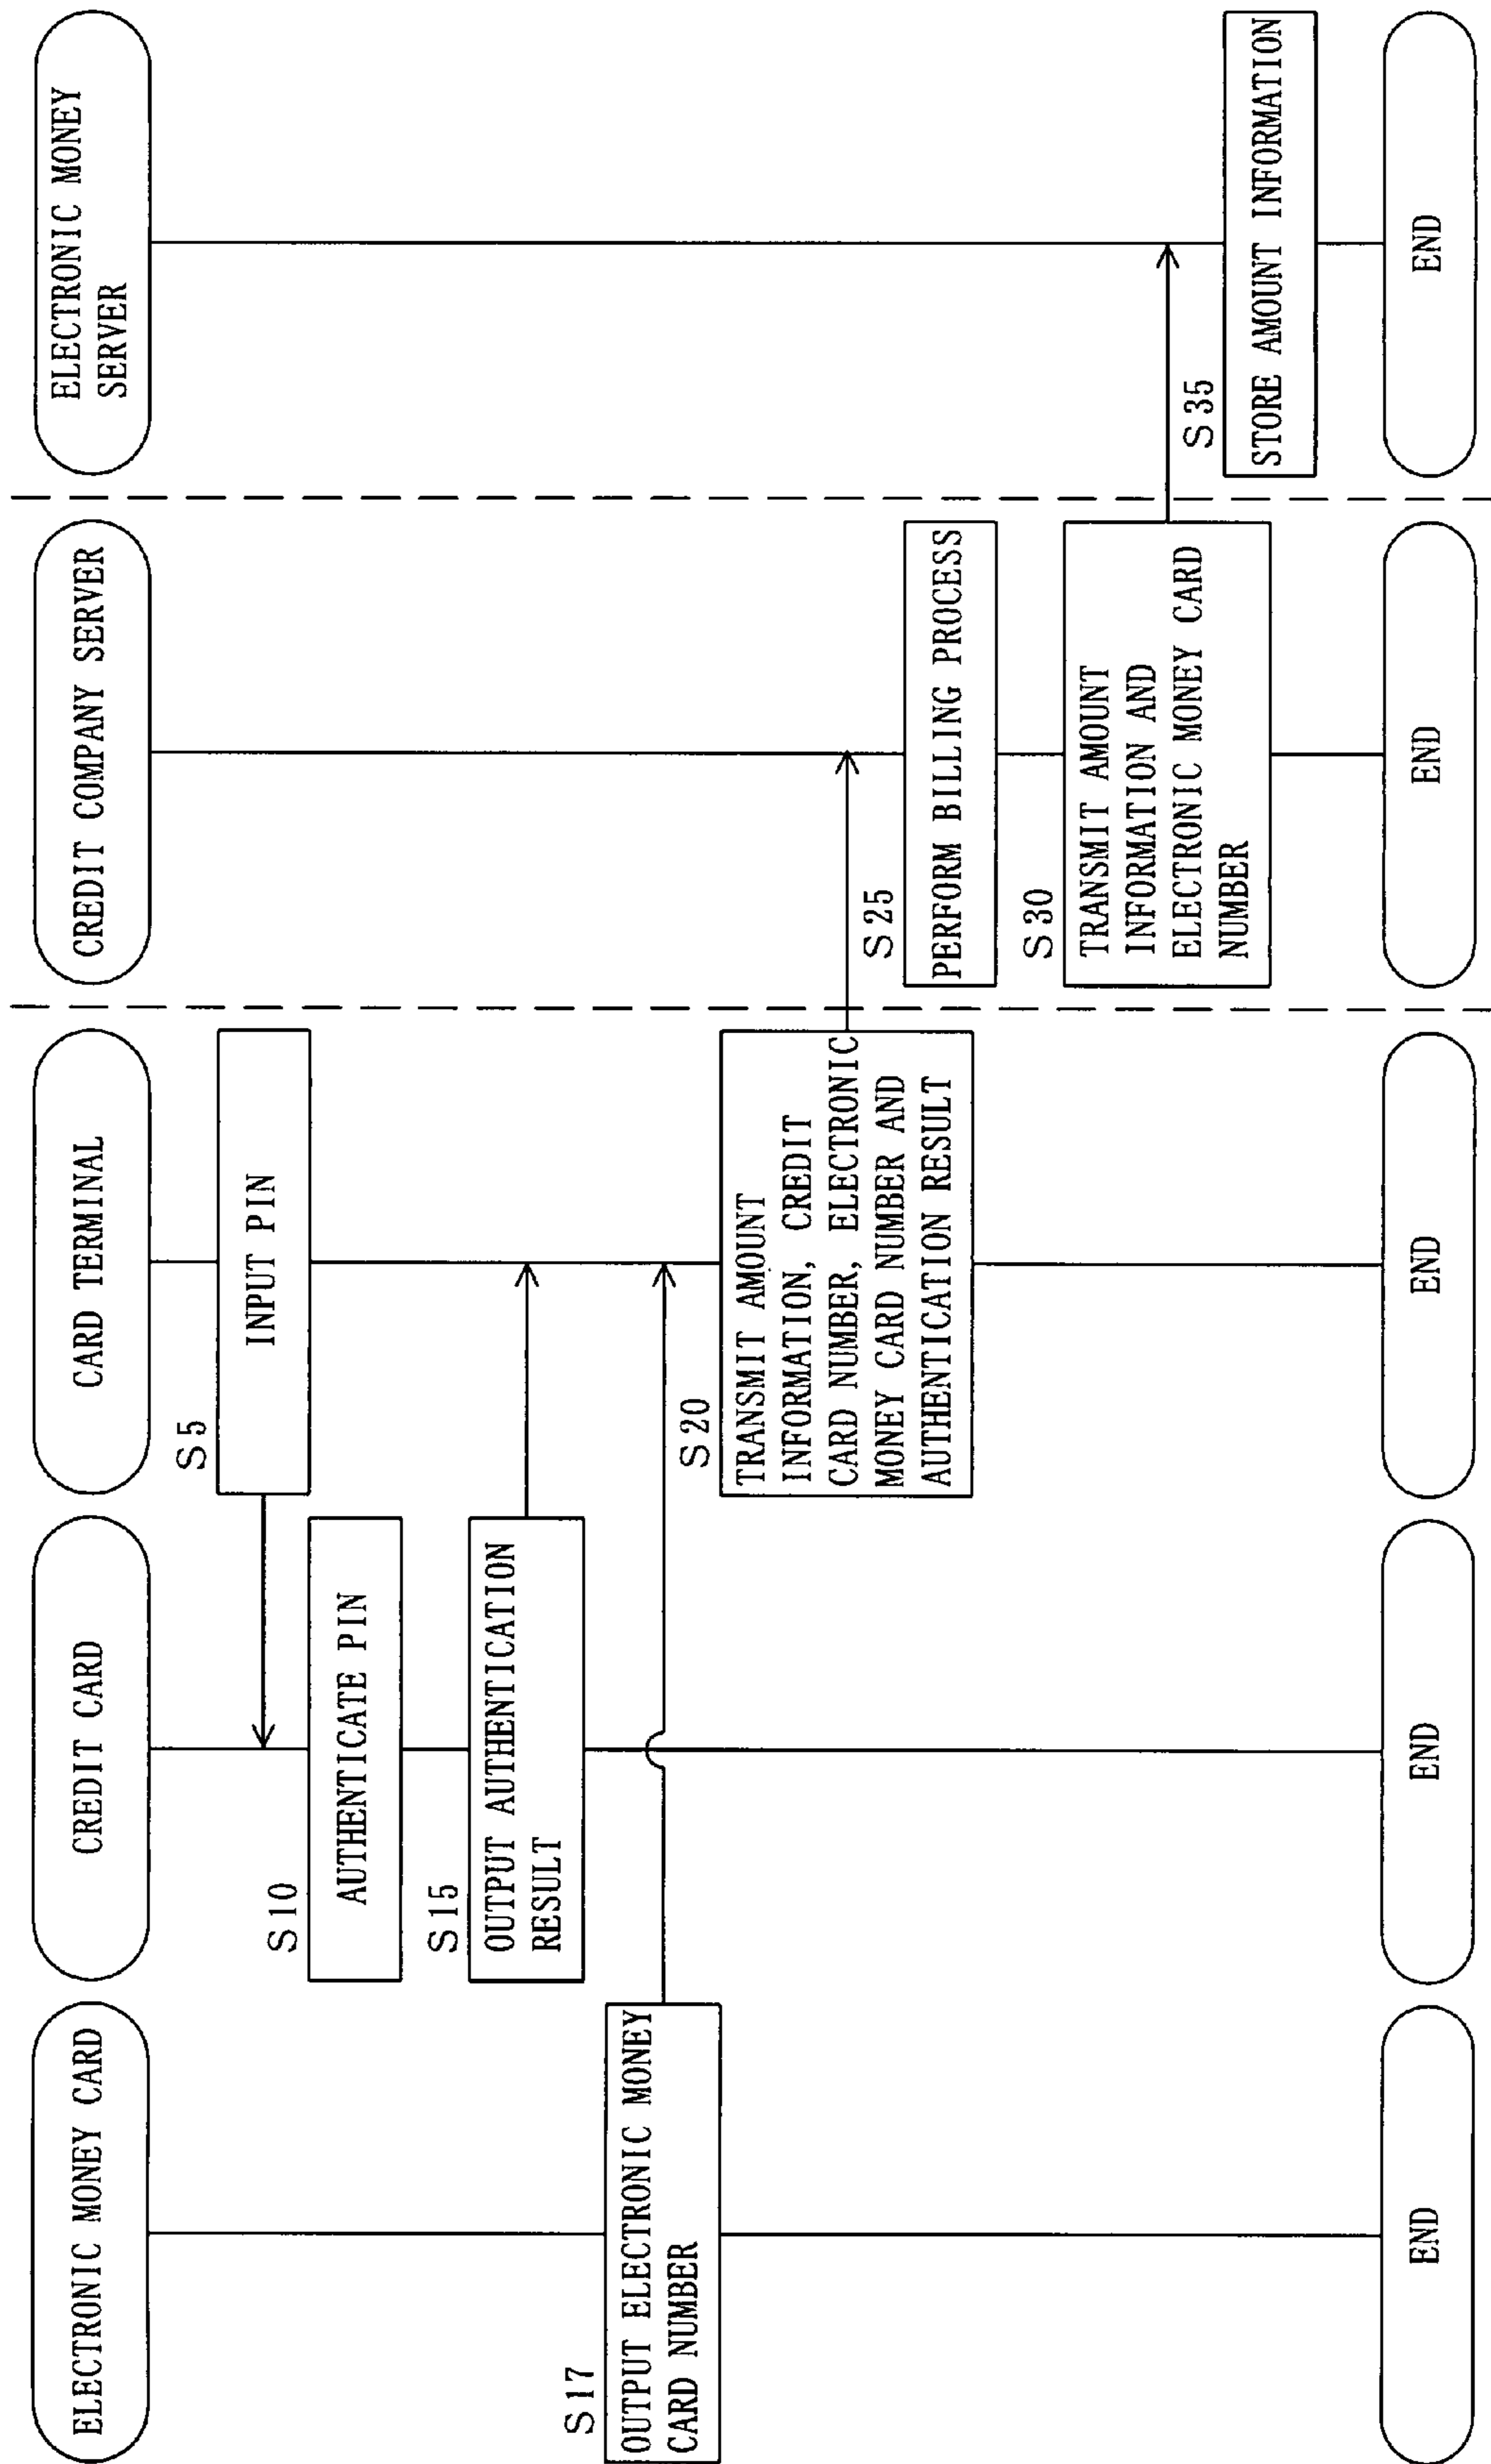 ELECTRONIC MONEY CARD
CREDIT CARD
CARD TERMINAL
CREDIT COMPANY SERVER
ELECTRONIC MONEY
SERVER
S5
INPUT PIN
S10
AUTHENTICATE PIN
S15
OUTPUT AUTHENTICATION
RESULT
S17
OUTPUT ELECTRONIC MONEY
CARD NUMBER
S20
TRANSMIT AMOUNT
INFORMATION, CREDIT
CARD NUMBER, ELECTRONIC
MONEY CARD NUMBER AND
AUTHENTICATION RESULT
S25
PERFORM BILLING PROCESS
S30
TRANSMIT AMOUNT
INFORMATION AND
ELECTRONIC MONEY CARD
NUMBER
S35
STORE AMOUNT INFORMATION
END
END
END
END
END